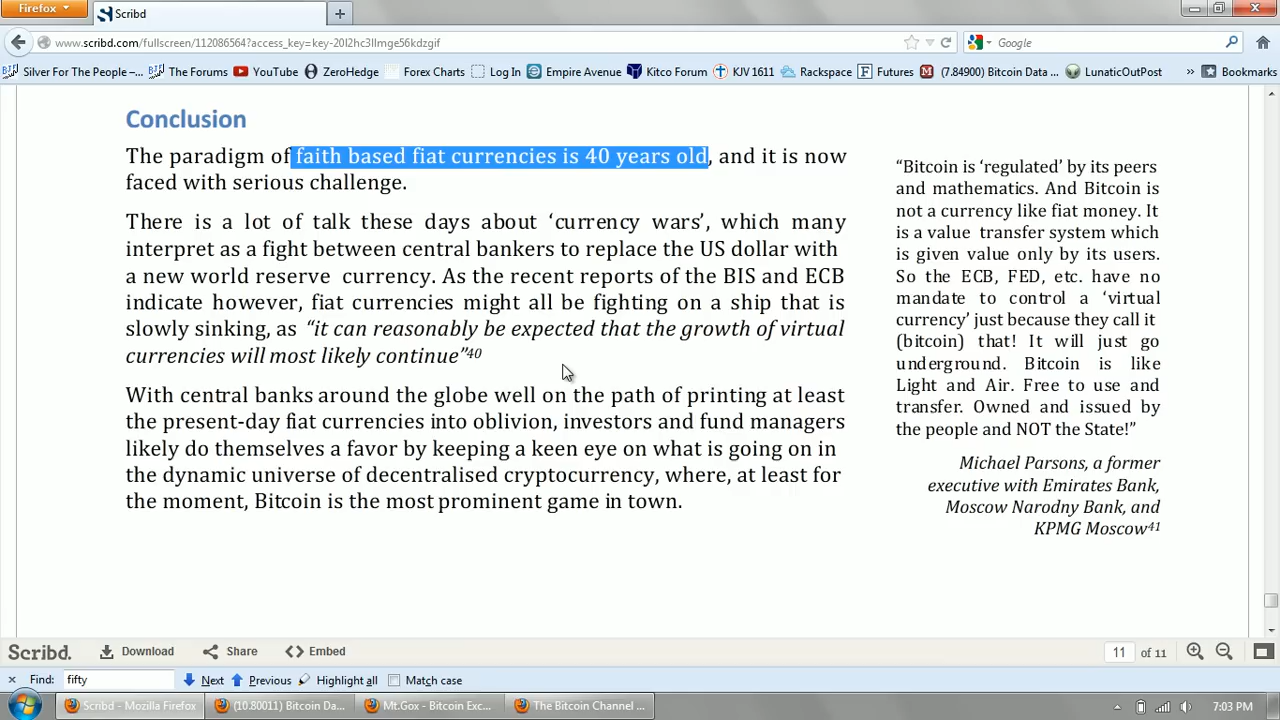 Firefox
Scribd
www.scribd.com/fullscreen/112086564?access_key=key-20l2hc3llmge56kdzgif
Google
Silver For The People –... The Forums YouTube ZeroHedge Forex Charts Log In Empire Avenue Kitco Forum KJV 1611 Rackspace Futures (7.84900) Bitcoin Data ... LunaticOutPost » Bookmarks
Conclusion
The paradigm of faith based fiat currencies is 40 years old, and it is now
faced with serious challenge.
There is a lot of talk these days about ‘currency wars’, which many
interpret as a fight between central bankers to replace the US dollar with
a new world reserve currency. As the recent reports of the BIS and ECB
indicate however, fiat currencies might all be fighting on a ship that is
slowly sinking, as “it can reasonably be expected that the growth of virtual
currencies will most likely continue”40
With central banks around the globe well on the path of printing at least
the present-day fiat currencies into oblivion, investors and fund managers
likely do themselves a favor by keeping a keen eye on what is going on in
the dynamic universe of decentralised cryptocurrency, where, at least for
the moment, Bitcoin is the most prominent game in town.
“Bitcoin is ‘regulated’ by its peers
and mathematics. And Bitcoin is
not a currency like fiat money. It
is a value transfer system which
is given value only by its users.
So the ECB, FED, etc. have no
mandate to control a ‘virtual
currency’ just because they call it
(bitcoin) that! It will just go
underground. Bitcoin is like
Light and Air. Free to use and
transfer. Owned and issued by
the people and NOT the State!”
Michael Parsons, a former
executive with Emirates Bank,
Moscow Narodny Bank, and
KPMG Moscow41
Scribd. Download Share Embed 11 of 11
× Find: fifty Next Previous Highlight all Match case
Scribd - Mozilla Firefox (10.80011) Bitcoin Da... Mt.Gox - Bitcoin Exc... The Bitcoin Channel ... 7:03 PM